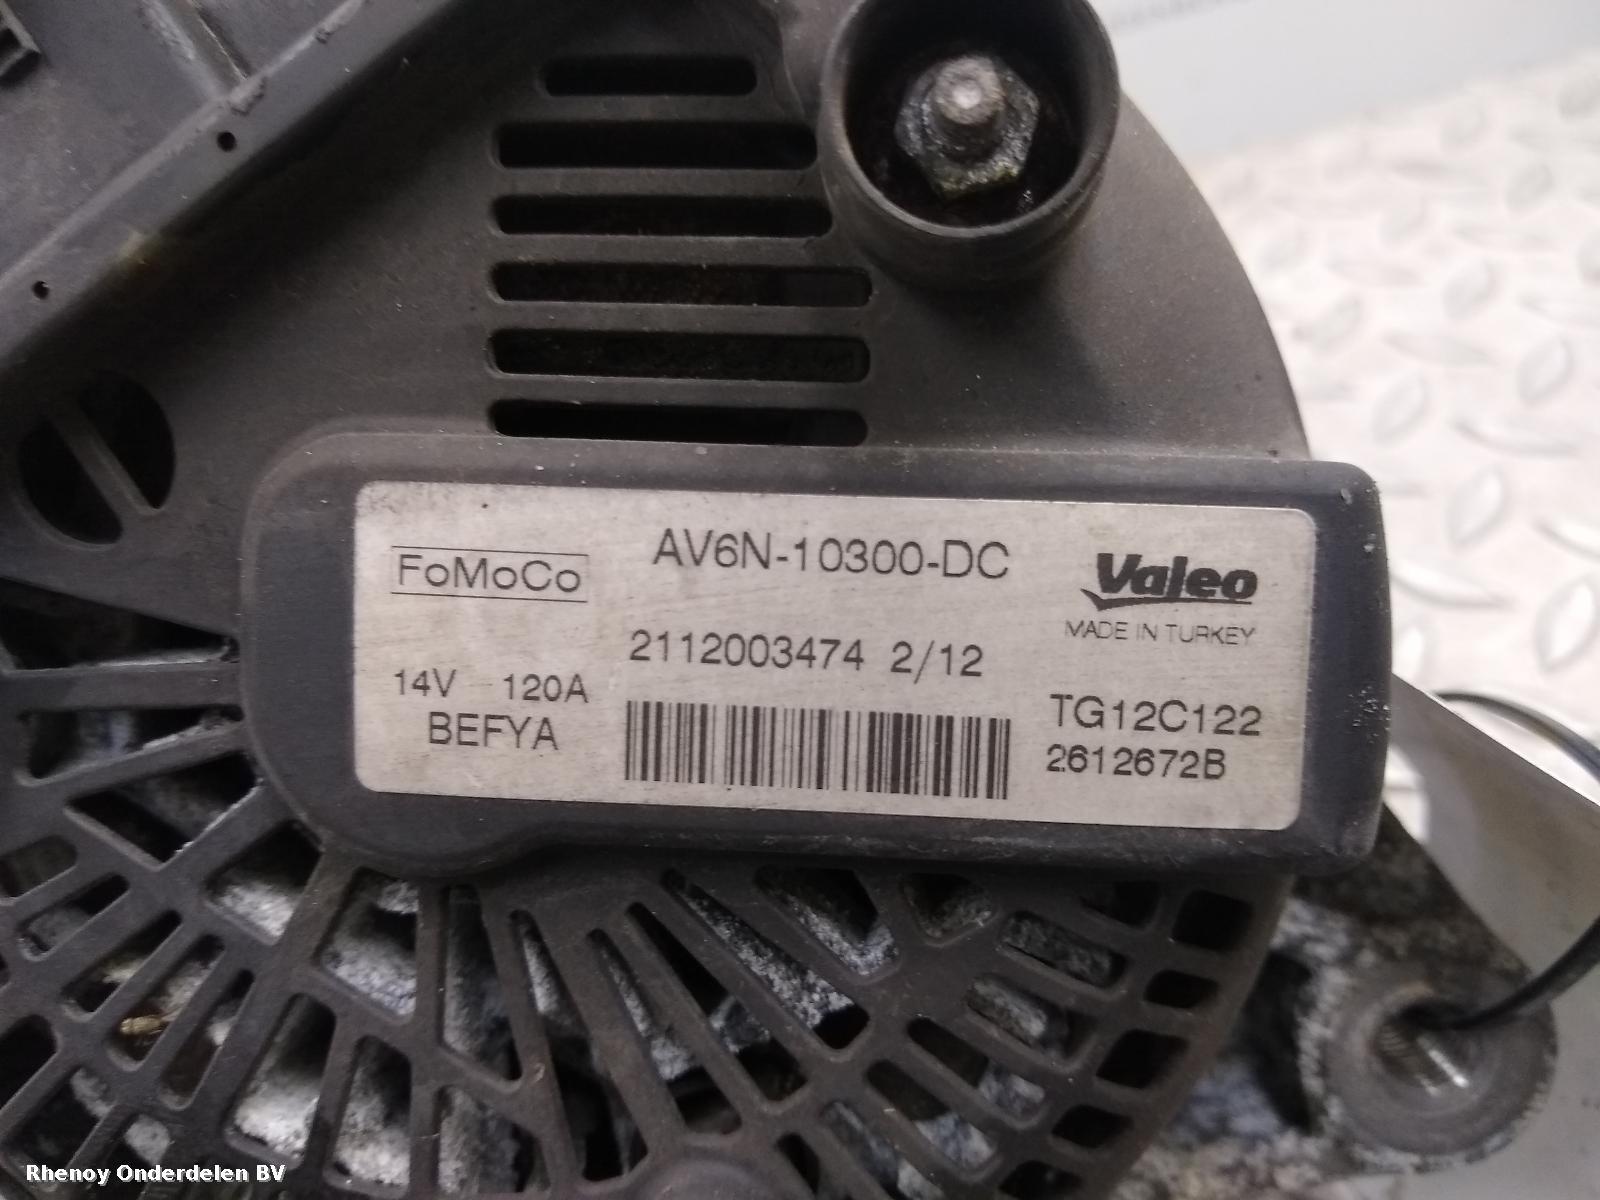 FoMoCo
AV6N-10300-DC
Valeo
MADE IN TURKEY
2112003474 2/12
14V 120A
BEFYA
TG12C122
2612672B
Rhenoy Onderdelen BV